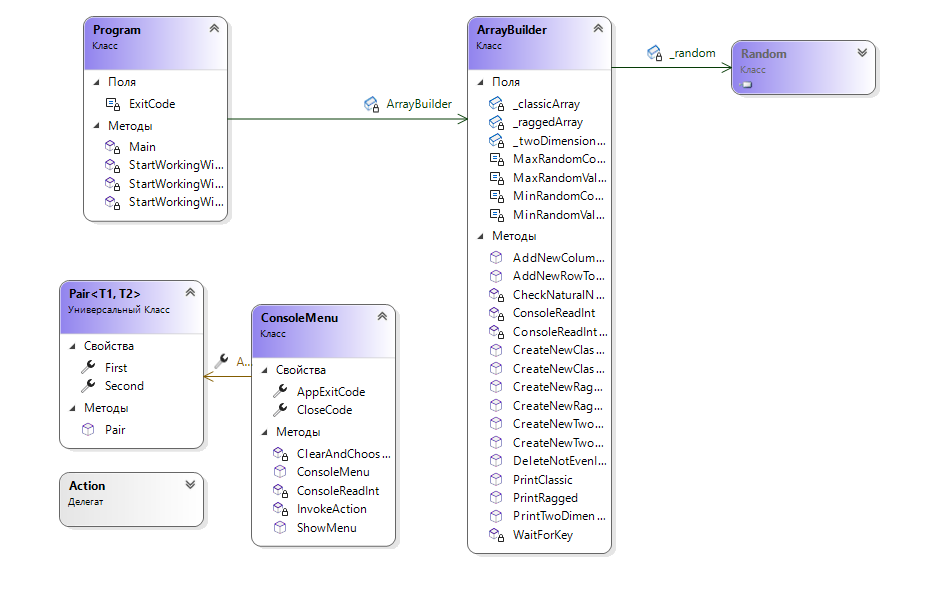 Program
Класс
Поля
ExitCode
Методы
Main
StartWorkingWi...
StartWorkingWi...
StartWorkingWi...
ArrayBuilder
ArrayBuilder
Класс
Поля
_classicArray
_raggedArray
_twoDimension...
MaxRandomCo...
MaxRandomVal...
MinRandomCo...
MinRandomVal...
Методы
AddNewColum...
AddNewRowTo...
CheckNaturalN...
ConsoleReadInt
ConsoleReadInt...
CreateNewClas...
CreateNewClas...
CreateNewRag...
CreateNewRag...
CreateNewTwo...
CreateNewTwo...
DeleteNotEvenI...
PrintClassic
PrintRagged
PrintTwoDimen...
WaitForKey
_random
Random
Класс
Pair<T1, T2>
Универсальный Класс
Свойства
First
Second
Методы
Pair
A...
ConsoleMenu
Класс
Свойства
AppExitCode
CloseCode
Методы
ClearAndChoos...
ConsoleMenu
ConsoleReadInt
InvokeAction
ShowMenu
Action
Делегат